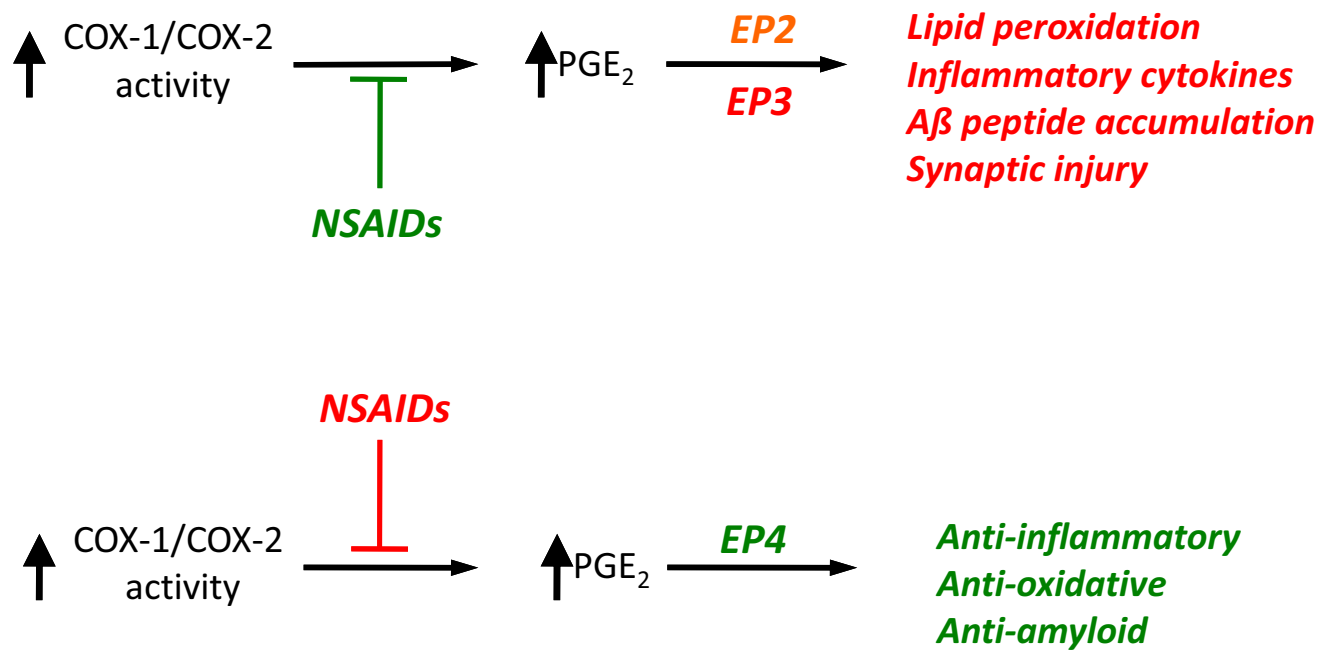 COX-1/COX-2
activity
PGE₂
EP2
EP3
Lipid peroxidation
Inflammatory cytokines
Aß peptide accumulation
Synaptic injury
NSAIDs
NSAIDs
COX-1/COX-2
activity
PGE₂
EP4
Anti-inflammatory
Anti-oxidative
Anti-amyloid